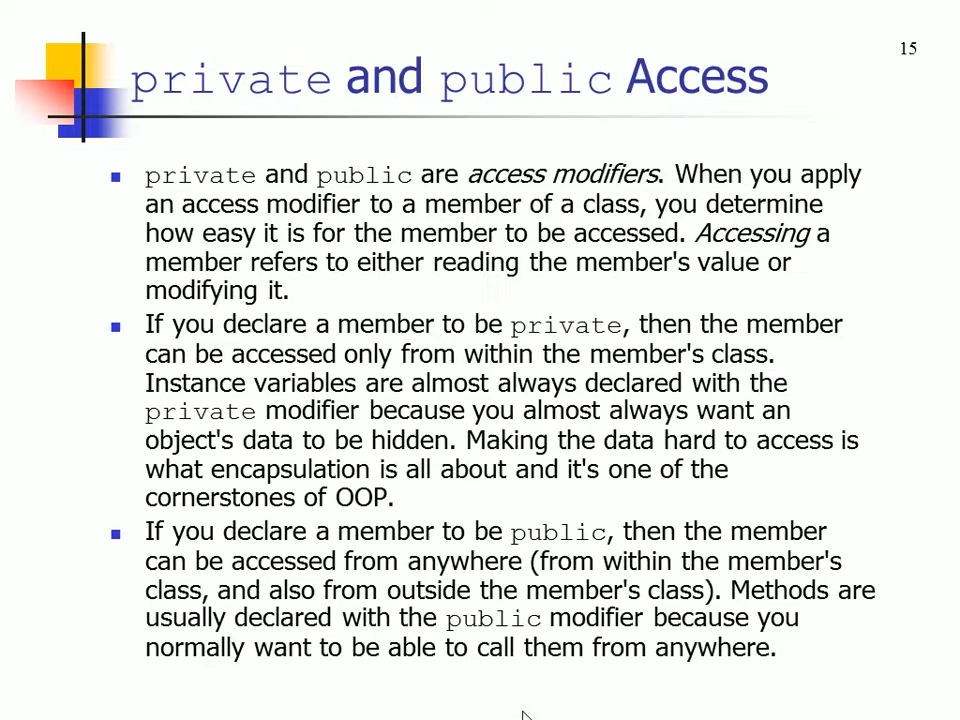 15
private and public Access
private and public are access modifiers. When you apply
an access modifier to a member of a class, you determine
how easy it is for the member to be accessed. Accessing a
member refers to either reading the member's value or
modifying it.
If you declare a member to be private, then the member
can be accessed only from within the member's class.
Instance variables are almost always declared with the
private modifier because you almost always want an
object's data to be hidden. Making the data hard to access is
what encapsulation is all about and it's one of the
cornerstones of OOP.
If you declare a member to be public, then the member
can be accessed from anywhere (from within the member's
class, and also from outside the member's class). Methods are
usually declared with the public modifier because you
normally want to be able to call them from anywhere.